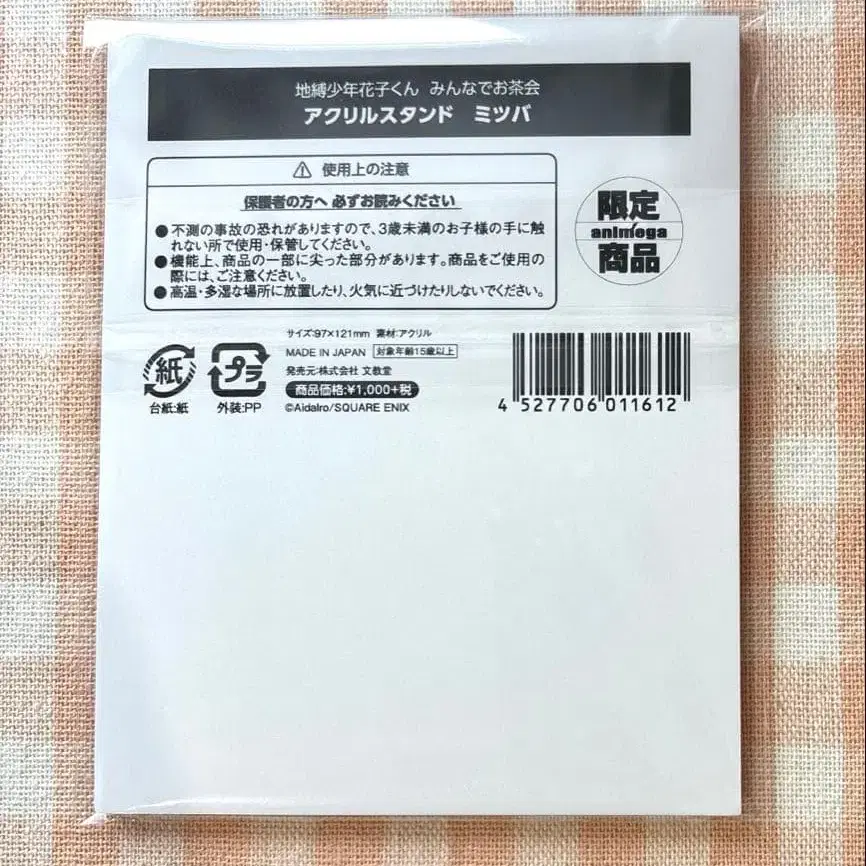 地縛少年花子くん みんなでお茶会
アクリルスタンド ミツバ
⚠ 使用上の注意
保護者の方へ 必ずお読みください
●不測の事故の恐れがありますので、3歳未満のお子様の手に触
れない所で使用・保管してください。
●機能上、商品の一部に尖った部分があります。商品をご使用の
際には、ご注意ください。
●高温・多湿な場所に放置したり、火気に近づけたりしないでください。
限定
animega
商品
紙
台紙:紙
プラ
外装:PP
サイズ:97×121mm 素材:アクリル
MADE IN JAPAN 対象年齢15歳以上
発売元:株式会社 文教堂
商品価格:¥1,000+税
©AidaIro/SQUARE ENIX
4 527706 011612